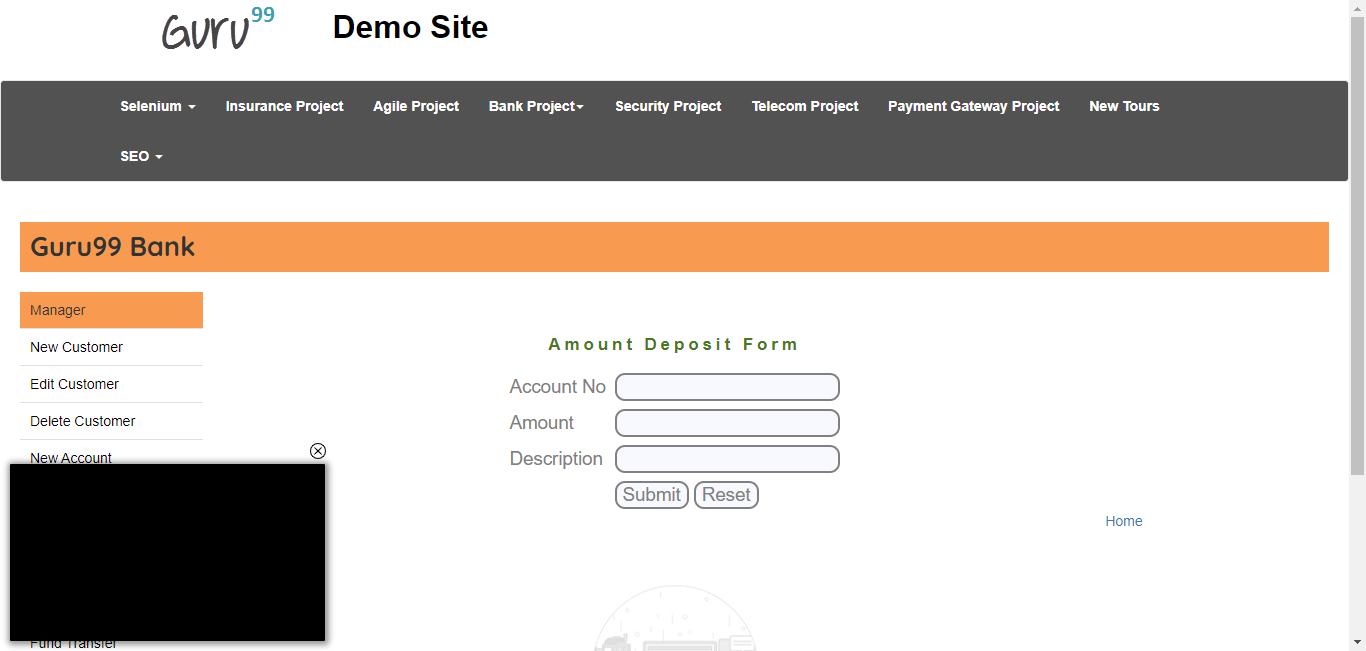 Guru99 Demo Site
Selenium Insurance Project Agile Project Bank Project Security Project Telecom Project Payment Gateway Project New Tours
SEO
Guru99 Bank
Manager
New Customer
Edit Customer
Delete Customer
New Account
Fund Transfer
Amount Deposit Form
Account No
Amount
Description
Submit Reset
Home